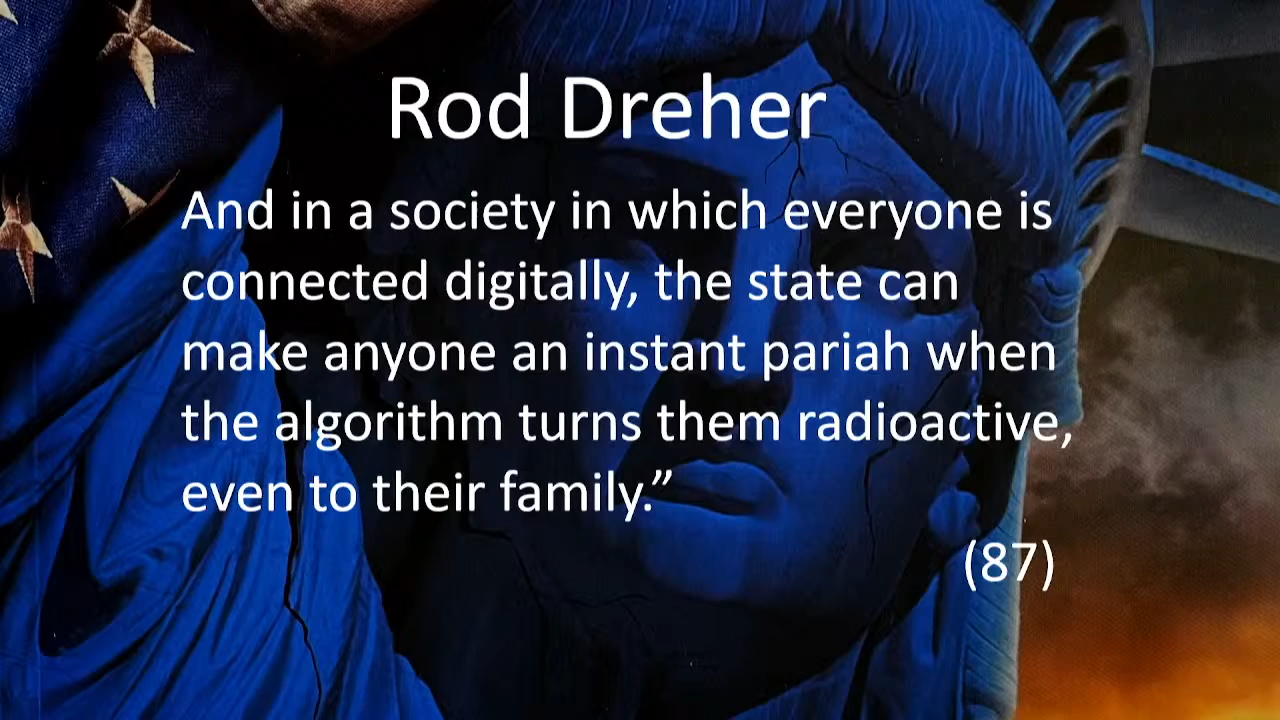 Rod Dreher
And in a society in which everyone is
connected digitally, the state can
make anyone an instant pariah when
the algorithm turns them radioactive,
even to their family.”
(87)